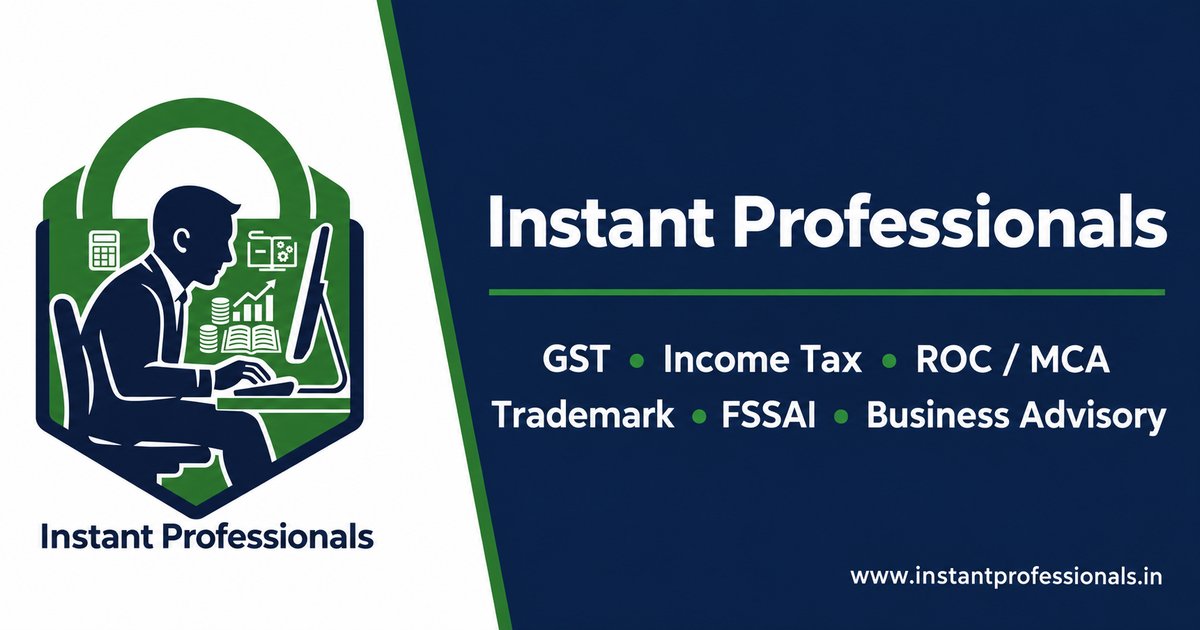 Instant Professionals
Instant Professionals
GST • Income Tax • ROC / MCA
Trademark • FSSAI • Business Advisory
www.instantprofessionals.in